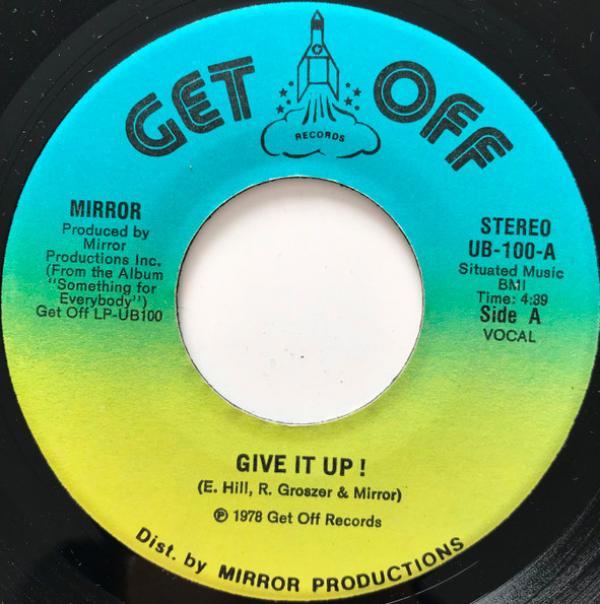 GET OFF
RECORDS
MIRROR
Produced by
Mirror
Productions Inc.
(From the Album
"Something for
Everybody")
Get Off LP-UB100
STEREO
UB-100-A
Situated Music
BMI
Time: 4:39
Side A
VOCAL
GIVE IT UP !
(E. Hill, R. Groszer & Mirror)
℗ 1978 Get Off Records
Dist. by MIRROR PRODUCTIONS